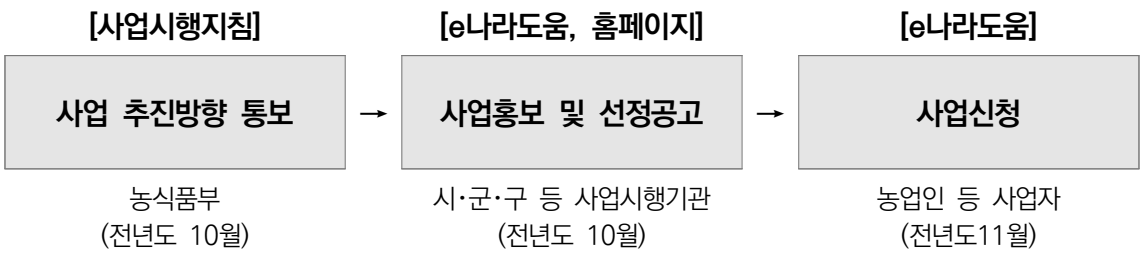 [사업시행지침] [e나라도움, 홈페이지] [e나라도움]
사업 추진방향 통보 → 사업홍보 및 선정공고 → 사업신청
농식품부 시·군·구 등 사업시행기관 농업인 등 사업자
(전년도 10월) (전년도 10월) (전년도11월)